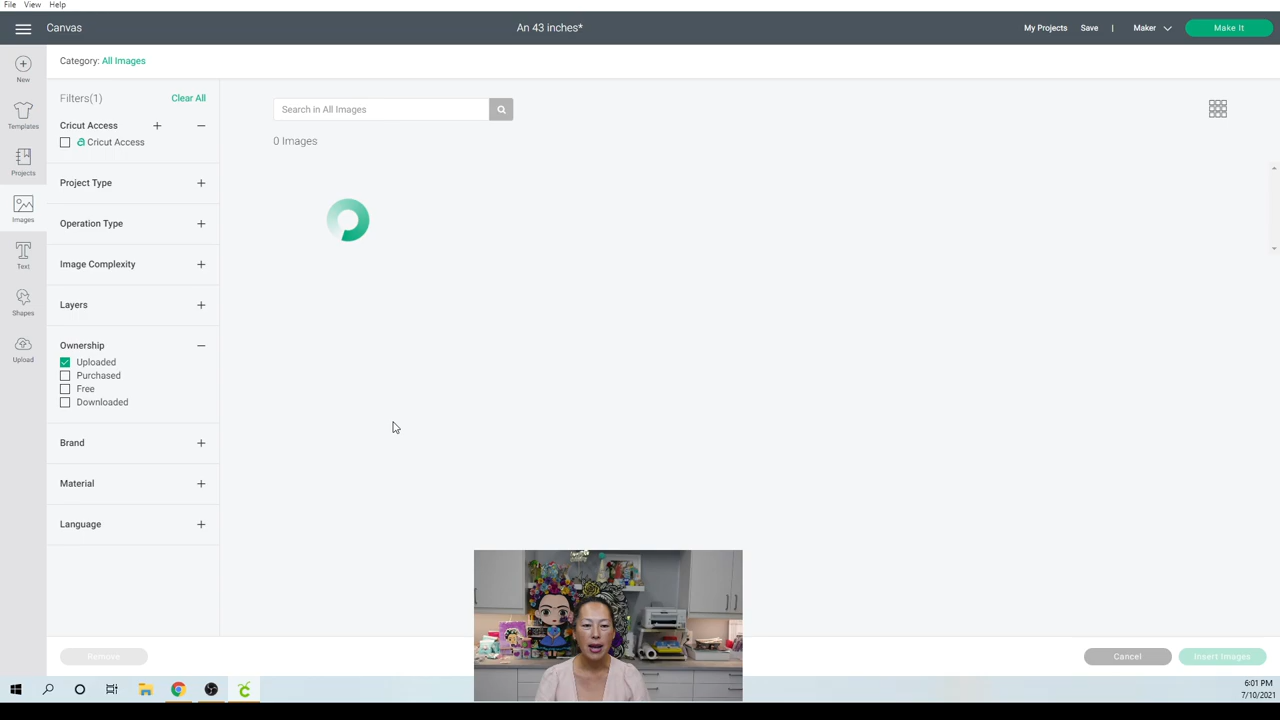 File View Help
Canvas
An 43 inches*
My Projects Save | Maker Make It
New
Templates
Projects
Images
Text
Shapes
Upload
Category: All Images
Filters(1) Clear All
Cricut Access
Cricut Access
Project Type
Operation Type
Image Complexity
Layers
Ownership
Uploaded
Purchased
Free
Downloaded
Brand
Material
Language
Search in All Images
0 Images
Remove
Cancel
Insert Images
6:01 PM
7/10/2021